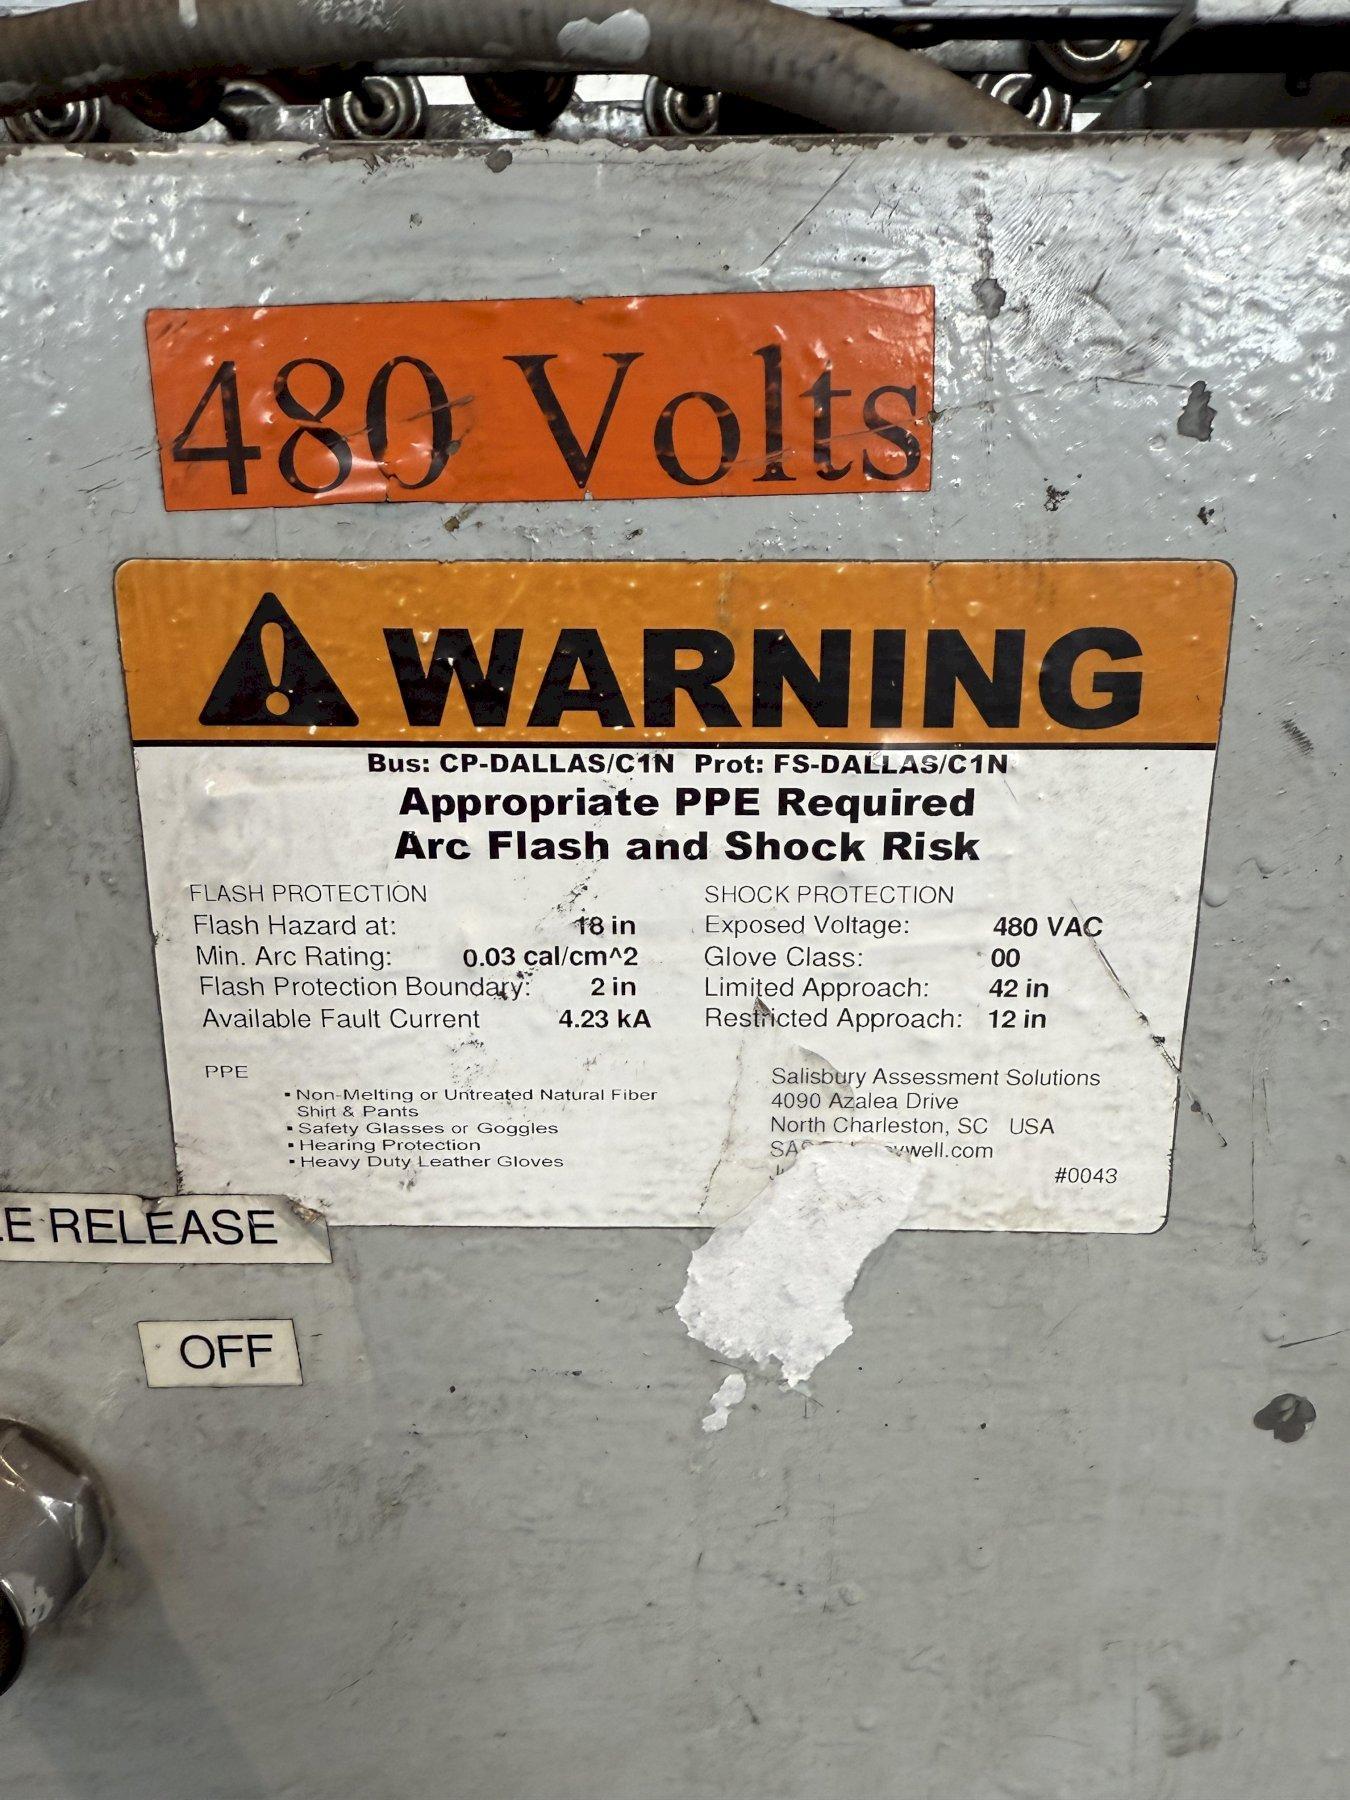 480 Volts
WARNING
Bus: CP-DALLAS/C1N Prot: FS-DALLAS/C1N
Appropriate PPE Required
Arc Flash and Shock Risk
FLASH PROTECTION
Flash Hazard at: 18 in
Min. Arc Rating: 0.03 cal/cm^2
Flash Protection Boundary: 2 in
Available Fault Current 4.23 kA
SHOCK PROTECTION
Exposed Voltage: 480 VAC
Glove Class: 00
Limited Approach: 42 in
Restricted Approach: 12 in
PPE
▪ Non-Melting or Untreated Natural Fiber
Shirt & Pants
▪ Safety Glasses or Goggles
▪ Hearing Protection
▪ Heavy Duty Leather Gloves
Salisbury Assessment Solutions
4090 Azalea Drive
North Charleston, SC USA
well.com
#0043
RELEASE
OFF